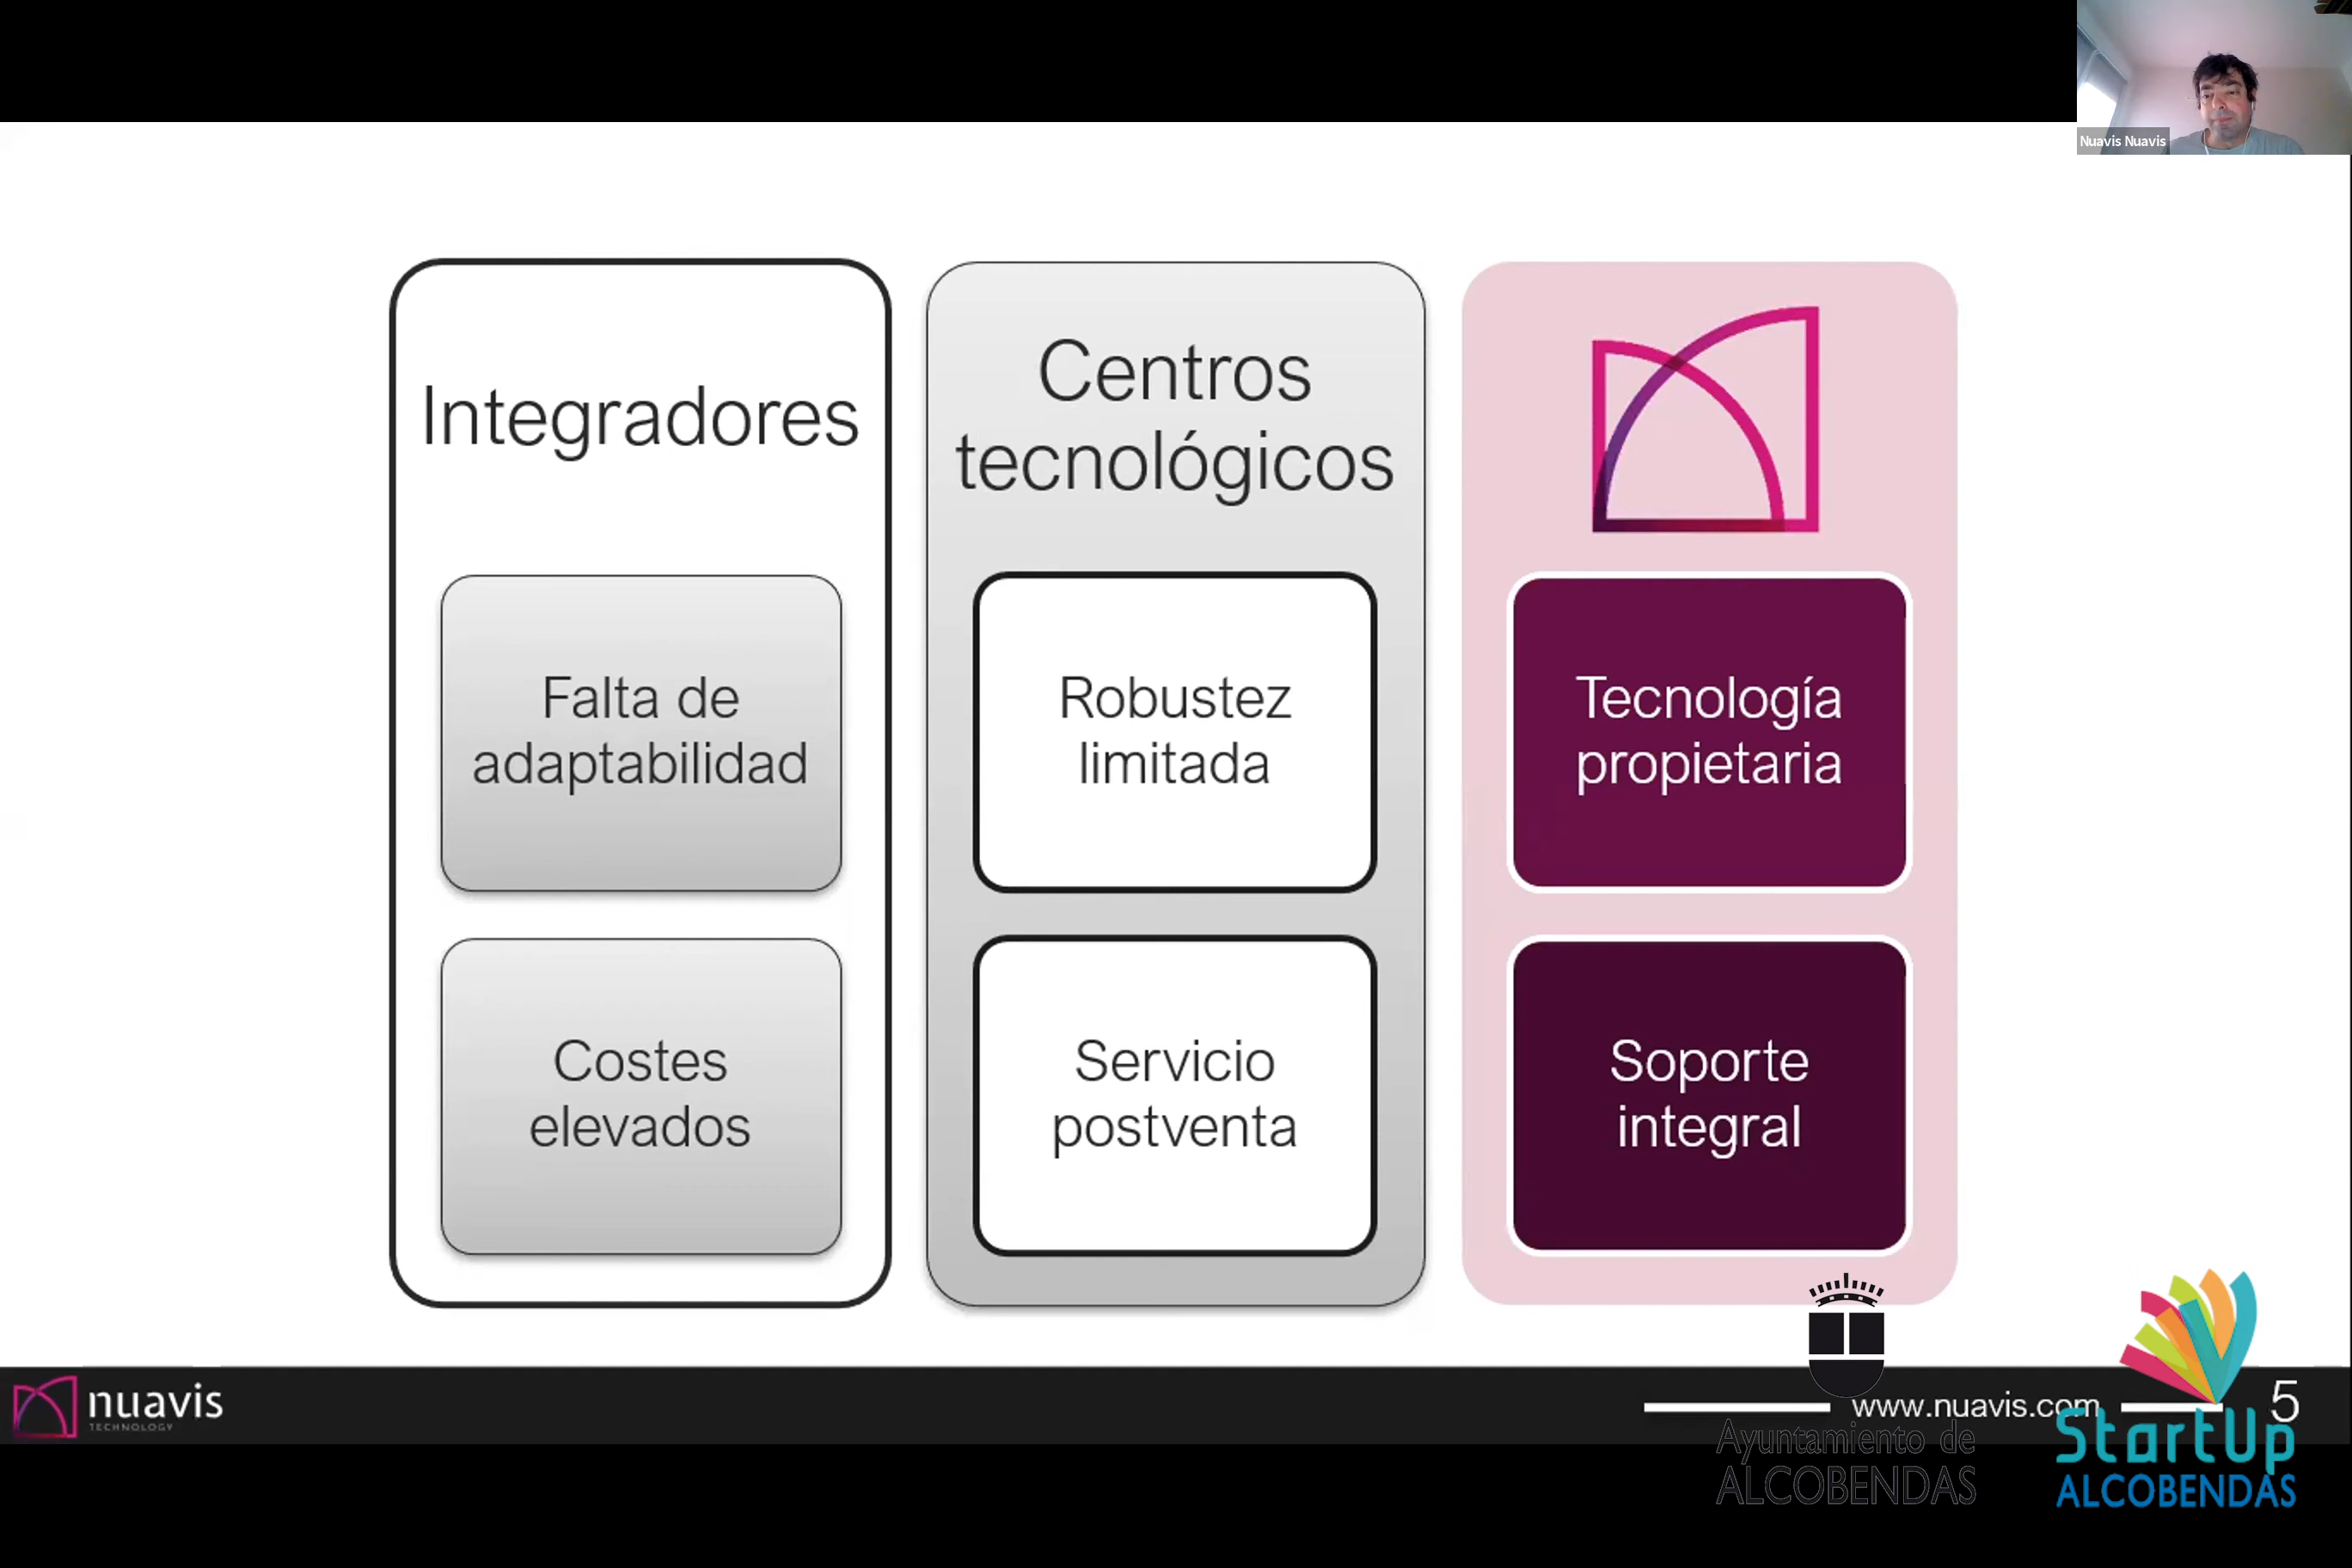 Nuavis Nuavis
Integradores
Falta de
adaptabilidad
Costes
elevados
Centros
tecnológicos
Robustez
limitada
Servicio
postventa
Tecnología
propietaria
Soporte
integral
nuavis
TECHNOLOGY
www.nuavis.com
5
Ayuntamiento de
ALCOBENDAS
StartUp
ALCOBENDAS